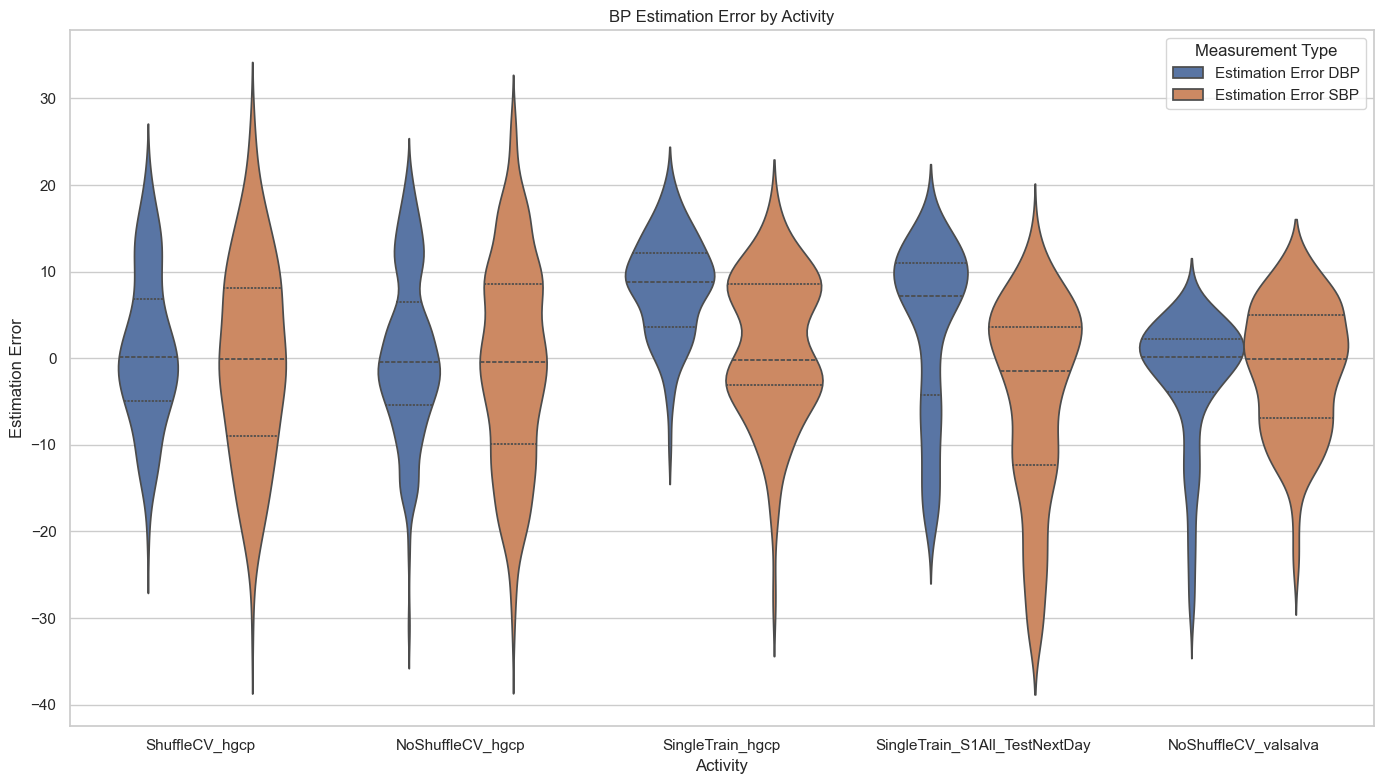 BP Estimation Error by Activity
Measurement Type
Estimation Error DBP
Estimation Error SBP
Estimation Error
30
20
10
0
−10
−20
−30
−40
ShuffleCV_hgcp
NoShuffleCV_hgcp
SingleTrain_hgcp
SingleTrain_S1All_TestNextDay
NoShuffleCV_valsalva
Activity